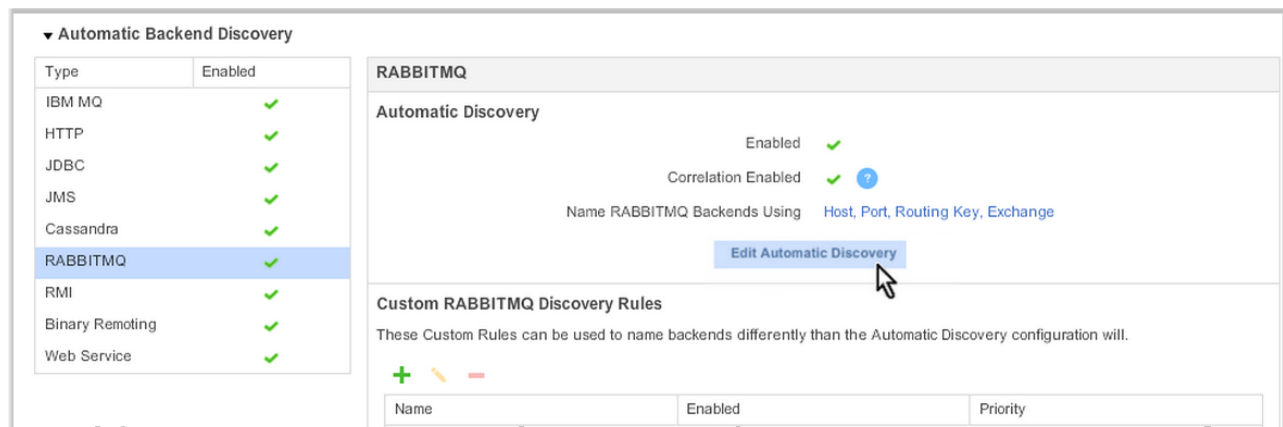 Automatic Backend Discovery
Type Enabled
IBM MQ
HTTP
JDBC
JMS
Cassandra
RABBITMQ
RMI
Binary Remoting
Web Service
RABBITMQ
Automatic Discovery
Enabled
Correlation Enabled ?
Name RABBITMQ Backends Using Host, Port, Routing Key, Exchange
Edit Automatic Discovery
Custom RABBITMQ Discovery Rules
These Custom Rules can be used to name backends differently than the Automatic Discovery configuration will.
Name Enabled Priority